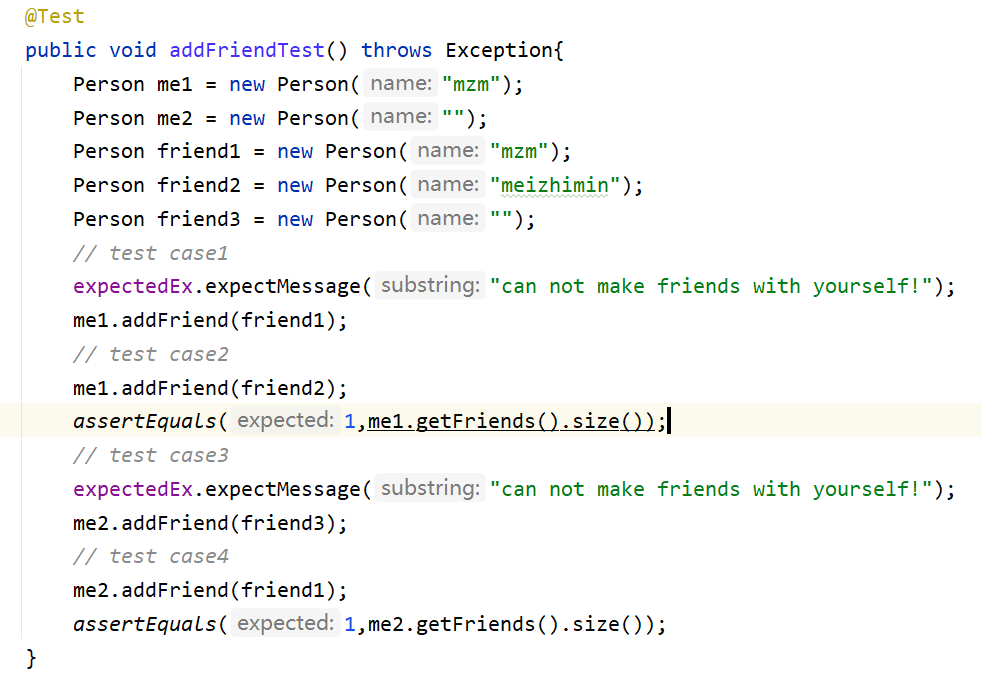 @Test
public void addFriendTest() throws Exception{
Person me1 = new Person( name: "mzm");
Person me2 = new Person( name: "");
Person friend1 = new Person( name: "mzm");
Person friend2 = new Person( name: "meizhimin");
Person friend3 = new Person( name: "");
// test case1
expectedEx.expectMessage( substring: "can not make friends with yourself!");
me1.addFriend(friend1);
// test case2
me1.addFriend(friend2);
assertEquals( expected: 1,me1.getFriends().size());
// test case3
expectedEx.expectMessage( substring: "can not make friends with yourself!");
me2.addFriend(friend3);
// test case4
me2.addFriend(friend1);
assertEquals( expected: 1,me2.getFriends().size());
}